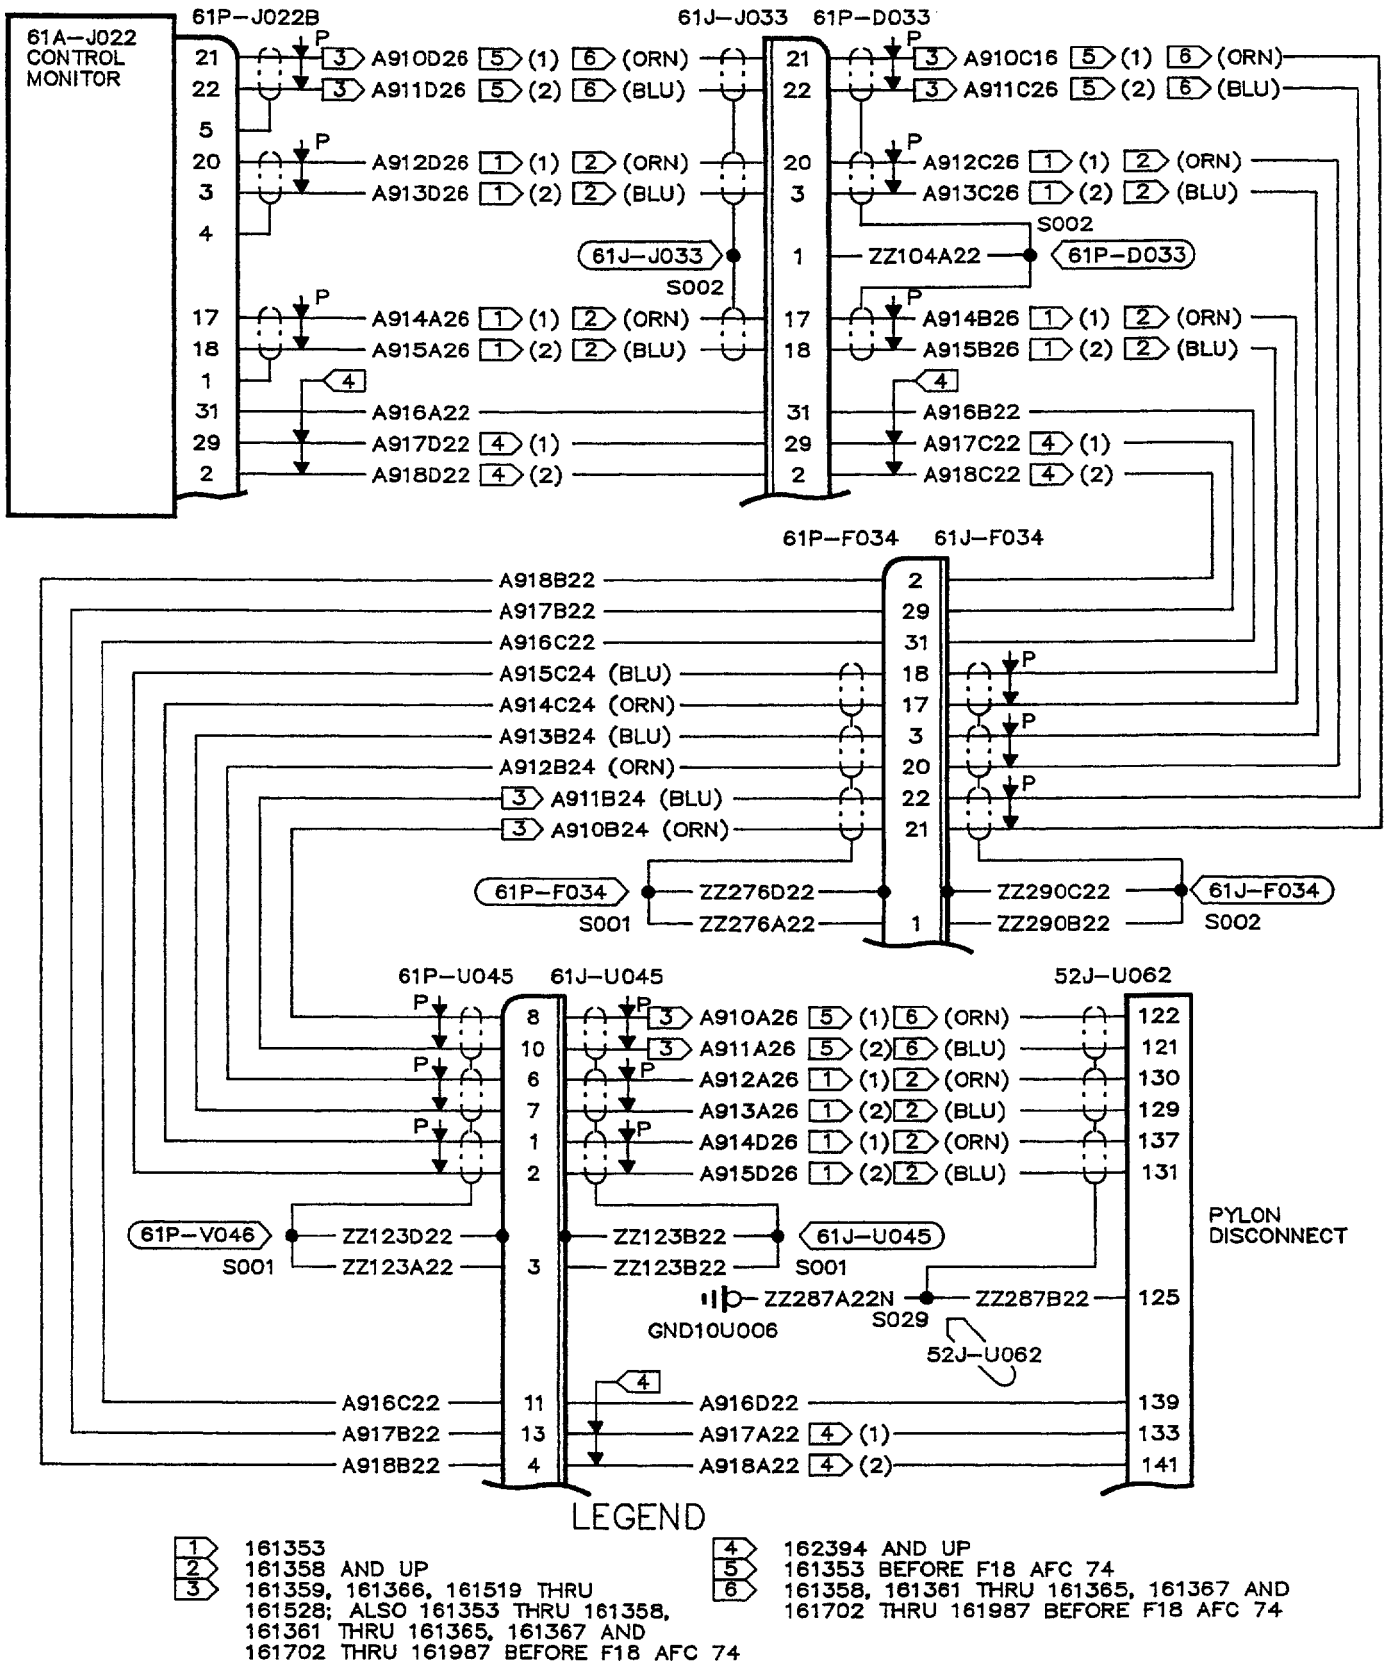 61P-J022B 61J-J033 61P-D033
61A-J022
CONTROL
MONITOR
21 P 3 A910D26 5 (1) 6 (ORN) 21 P 3 A910C16 5 (1) 6 (ORN)
22 3 A911D26 5 (2) 6 (BLU) 22 3 A911C26 5 (2) 6 (BLU)
5
20 P A912D26 1 (1) 2 (ORN) 20 P A912C26 1 (1) 2 (ORN)
3 A913D26 1 (2) 2 (BLU) 3 A913C26 1 (2) 2 (BLU)
4 S002
61J-J033 1 ZZ104A22 61P-D033
S002
17 P A914A26 1 (1) 2 (ORN) 17 P A914B26 1 (1) 2 (ORN)
18 A915A26 1 (2) 2 (BLU) 18 A915B26 1 (2) 2 (BLU)
1 4 4
31 A916A22 31 A916B22
29 A917D22 4 (1) 29 A917C22 4 (1)
2 A918D22 4 (2) 2 A918C22 4 (2)
61P-F034 61J-F034
A918B22 2
A917B22 29
A916C22 31
A915C24 (BLU) 18 P
A914C24 (ORN) 17
A913B24 (BLU) 3 P
A912B24 (ORN) 20
3 A911B24 (BLU) 22 P
3 A910B24 (ORN) 21
61P-F034 ZZ276D22 ZZ290C22 61J-F034
S001 ZZ276A22 1 ZZ290B22 S002
61P-U045 61J-U045 52J-U062
P 8 P 3 A910A26 5 (1) 6 (ORN) 122
10 3 A911A26 5 (2) 6 (BLU) 121
P 6 P A912A26 1 (1) 2 (ORN) 130
7 A913A26 1 (2) 2 (BLU) 129
P 1 P A914D26 1 (1) 2 (ORN) 137
2 A915D26 1 (2) 2 (BLU) 131
PYLON
DISCONNECT
61P-V046 ZZ123D22 ZZ123B22 61J-U045
S001 ZZ123A22 3 ZZ123B22 S001
ZZ287A22N ZZ287B22 125
GND10U006 S029
52J-U062
4
A916C22 11 A916D22 139
A917B22 13 A917A22 4 (1) 133
A918B22 4 A918A22 4 (2) 141
LEGEND
1 161353
2 161358 AND UP
3 161359, 161366, 161519 THRU
161528; ALSO 161353 THRU 161358,
161361 THRU 161365, 161367 AND
161702 THRU 161987 BEFORE F18 AFC 74
4 162394 AND UP
5 161353 BEFORE F18 AFC 74
6 161358, 161361 THRU 161365, 161367 AND
161702 THRU 161987 BEFORE F18 AFC 74